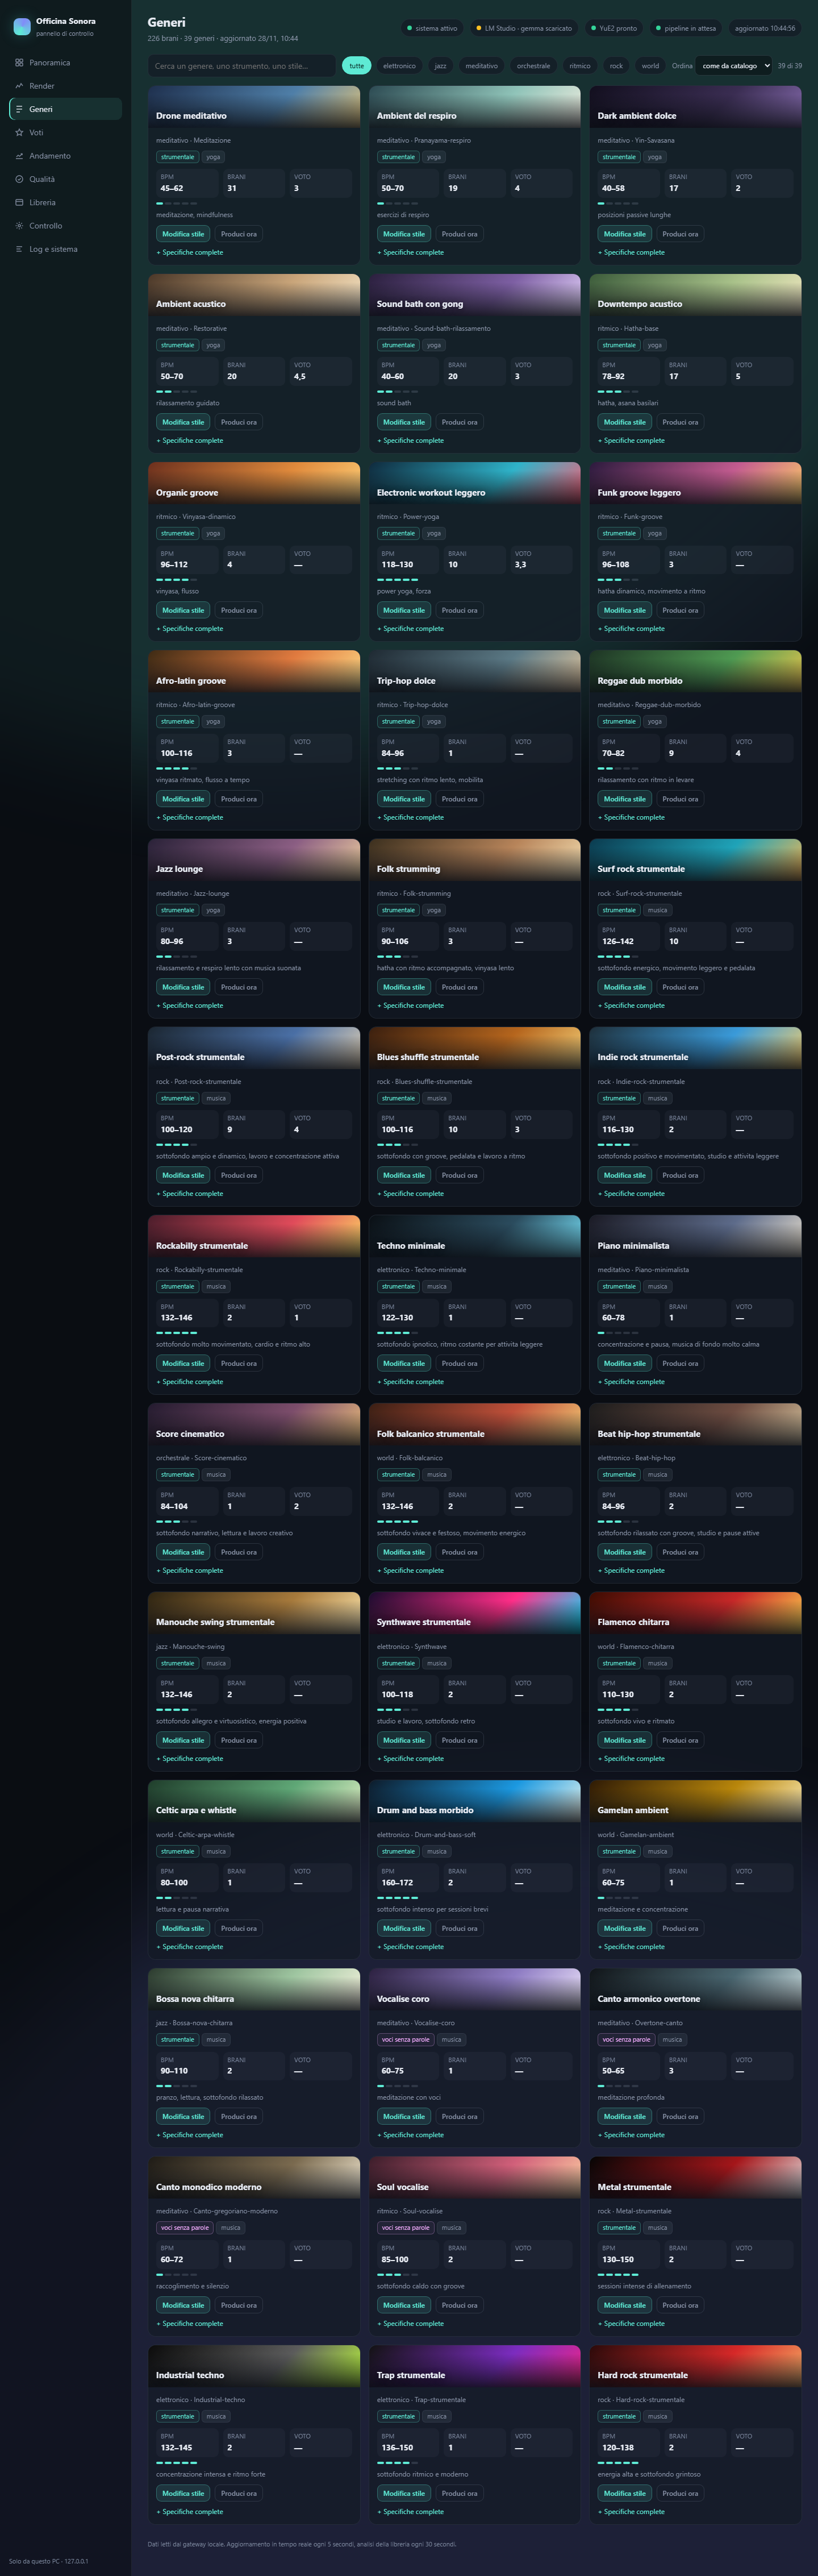 Officina Sonora
pannello di controllo
Panoramica
Render
Generi
Voti
Andamento
Qualità
Libreria
Controllo
Log e sistema
Solo da questo PC · 127.0.0.1
Generi
226 brani · 39 generi · aggiornato 28/11, 10:44
sistema attivo
LM Studio · gemma scaricato
YuE2 pronto
pipeline in attesa
aggiornato 10:44:56
Cerca un genere, uno strumento, uno stile...
tutte elettronico jazz meditativo orchestrale ritmico rock world
Ordina come da catalogo 39 di 39
Drone meditativo
meditativo · Meditazione
strumentale yoga
BPM BRANI VOTO
45–62 31 3
meditazione, mindfulness
Modifica stile Produci ora
+ Specifiche complete
Ambient del respiro
meditativo · Pranayama-respiro
strumentale yoga
BPM BRANI VOTO
50–70 19 4
esercizi di respiro
Modifica stile Produci ora
+ Specifiche complete
Dark ambient dolce
meditativo · Yin-Savasana
strumentale yoga
BPM BRANI VOTO
40–58 17 2
posizioni passive lunghe
Modifica stile Produci ora
+ Specifiche complete
Ambient acustico
meditativo · Restorative
strumentale yoga
BPM BRANI VOTO
50–70 20 4,5
rilassamento guidato
Modifica stile Produci ora
+ Specifiche complete
Sound bath con gong
meditativo · Sound-bath-rilassamento
strumentale yoga
BPM BRANI VOTO
40–60 20 3
sound bath
Modifica stile Produci ora
+ Specifiche complete
Downtempo acustico
ritmico · Hatha-base
strumentale yoga
BPM BRANI VOTO
78–92 17 5
hatha, asana basilari
Modifica stile Produci ora
+ Specifiche complete
Organic groove
ritmico · Vinyasa-dinamico
strumentale yoga
BPM BRANI VOTO
96–112 4 —
vinyasa, flusso
Modifica stile Produci ora
+ Specifiche complete
Electronic workout leggero
ritmico · Power-yoga
strumentale yoga
BPM BRANI VOTO
118–130 10 3,3
power yoga, forza
Modifica stile Produci ora
+ Specifiche complete
Funk groove leggero
ritmico · Funk-groove
strumentale yoga
BPM BRANI VOTO
96–108 3 —
hatha dinamico, movimento a ritmo
Modifica stile Produci ora
+ Specifiche complete
Afro-latin groove
ritmico · Afro-latin-groove
strumentale yoga
BPM BRANI VOTO
100–116 3 —
vinyasa ritmato, flusso a tempo
Modifica stile Produci ora
+ Specifiche complete
Trip-hop dolce
ritmico · Trip-hop-dolce
strumentale yoga
BPM BRANI VOTO
84–96 1 —
stretching con ritmo lento, mobilita
Modifica stile Produci ora
+ Specifiche complete
Reggae dub morbido
meditativo · Reggae-dub-morbido
strumentale yoga
BPM BRANI VOTO
70–82 9 4
rilassamento con ritmo in levare
Modifica stile Produci ora
+ Specifiche complete
Jazz lounge
meditativo · Jazz-lounge
strumentale yoga
BPM BRANI VOTO
80–96 3 —
rilassamento e respiro lento con musica suonata
Modifica stile Produci ora
+ Specifiche complete
Folk strumming
ritmico · Folk-strumming
strumentale yoga
BPM BRANI VOTO
90–106 3 —
hatha con ritmo accompagnato, vinyasa lento
Modifica stile Produci ora
+ Specifiche complete
Surf rock strumentale
rock · Surf-rock-strumentale
strumentale musica
BPM BRANI VOTO
126–142 10 —
sottofondo energico, movimento leggero e pedalata
Modifica stile Produci ora
+ Specifiche complete
Post-rock strumentale
rock · Post-rock-strumentale
strumentale musica
BPM BRANI VOTO
100–120 9 4
sottofondo ampio e dinamico, lavoro e concentrazione attiva
Modifica stile Produci ora
+ Specifiche complete
Blues shuffle strumentale
rock · Blues-shuffle-strumentale
strumentale musica
BPM BRANI VOTO
100–116 10 3
sottofondo con groove, pedalata e lavoro a ritmo
Modifica stile Produci ora
+ Specifiche complete
Indie rock strumentale
rock · Indie-rock-strumentale
strumentale musica
BPM BRANI VOTO
116–130 2 —
sottofondo positivo e movimentato, studio e attivita leggere
Modifica stile Produci ora
+ Specifiche complete
Rockabilly strumentale
rock · Rockabilly-strumentale
strumentale musica
BPM BRANI VOTO
132–146 2 1
sottofondo molto movimentato, cardio e ritmo alto
Modifica stile Produci ora
+ Specifiche complete
Techno minimale
elettronico · Techno-minimale
strumentale musica
BPM BRANI VOTO
122–130 1 —
sottofondo ipnotico, ritmo costante per attivita leggere
Modifica stile Produci ora
+ Specifiche complete
Piano minimalista
meditativo · Piano-minimalista
strumentale musica
BPM BRANI VOTO
60–78 1 —
concentrazione e pausa, musica di fondo molto calma
Modifica stile Produci ora
+ Specifiche complete
Score cinematico
orchestrale · Score-cinematico
strumentale musica
BPM BRANI VOTO
84–104 1 2
sottofondo narrativo, lettura e lavoro creativo
Modifica stile Produci ora
+ Specifiche complete
Folk balcanico strumentale
world · Folk-balcanico
strumentale musica
BPM BRANI VOTO
132–146 2 —
sottofondo vivace e festoso, movimento energico
Modifica stile Produci ora
+ Specifiche complete
Beat hip-hop strumentale
elettronico · Beat-hip-hop
strumentale musica
BPM BRANI VOTO
84–96 2 —
sottofondo rilassato con groove, studio e pause attive
Modifica stile Produci ora
+ Specifiche complete
Manouche swing strumentale
jazz · Manouche-swing
strumentale musica
BPM BRANI VOTO
132–146 2 —
sottofondo allegro e virtuosistico, energia positiva
Modifica stile Produci ora
+ Specifiche complete
Synthwave strumentale
elettronico · Synthwave
strumentale musica
BPM BRANI VOTO
100–118 2 —
studio e lavoro, sottofondo retro
Modifica stile Produci ora
+ Specifiche complete
Flamenco chitarra
world · Flamenco-chitarra
strumentale musica
BPM BRANI VOTO
110–130 2 —
sottofondo vivo e ritmato
Modifica stile Produci ora
+ Specifiche complete
Celtic arpa e whistle
world · Celtic-arpa-whistle
strumentale musica
BPM BRANI VOTO
80–100 1 —
lettura e pausa narrativa
Modifica stile Produci ora
+ Specifiche complete
Drum and bass morbido
elettronico · Drum-and-bass-soft
strumentale musica
BPM BRANI VOTO
160–172 2 —
sottofondo intenso per sessioni brevi
Modifica stile Produci ora
+ Specifiche complete
Gamelan ambient
world · Gamelan-ambient
strumentale musica
BPM BRANI VOTO
60–75 1 —
meditazione e concentrazione
Modifica stile Produci ora
+ Specifiche complete
Bossa nova chitarra
jazz · Bossa-nova-chitarra
strumentale musica
BPM BRANI VOTO
90–110 2 —
pranzo, lettura, sottofondo rilassato
Modifica stile Produci ora
+ Specifiche complete
Vocalise coro
meditativo · Vocalise-coro
voci senza parole musica
BPM BRANI VOTO
60–75 1 —
meditazione con voci
Modifica stile Produci ora
+ Specifiche complete
Canto armonico overtone
meditativo · Overtone-canto
voci senza parole musica
BPM BRANI VOTO
50–65 3 —
meditazione profonda
Modifica stile Produci ora
+ Specifiche complete
Canto monodico moderno
meditativo · Canto-gregoriano-moderno
voci senza parole musica
BPM BRANI VOTO
60–72 1 —
raccoglimento e silenzio
Modifica stile Produci ora
+ Specifiche complete
Soul vocalise
ritmico · Soul-vocalise
voci senza parole musica
BPM BRANI VOTO
85–100 2 —
sottofondo caldo con groove
Modifica stile Produci ora
+ Specifiche complete
Metal strumentale
rock · Metal-strumentale
strumentale musica
BPM BRANI VOTO
130–150 2 —
sessioni intense di allenamento
Modifica stile Produci ora
+ Specifiche complete
Industrial techno
elettronico · Industrial-techno
strumentale musica
BPM BRANI VOTO
132–145 2 —
concentrazione intensa e ritmo forte
Modifica stile Produci ora
+ Specifiche complete
Trap strumentale
elettronico · Trap-strumentale
strumentale musica
BPM BRANI VOTO
136–150 1 —
sottofondo ritmico e moderno
Modifica stile Produci ora
+ Specifiche complete
Hard rock strumentale
rock · Hard-rock-strumentale
strumentale musica
BPM BRANI VOTO
120–138 2 —
energia alta e sottofondo grintoso
Modifica stile Produci ora
+ Specifiche complete
Dati letti dal gateway locale. Aggiornamento in tempo reale ogni 5 secondi, analisi della libreria ogni 30 secondi.